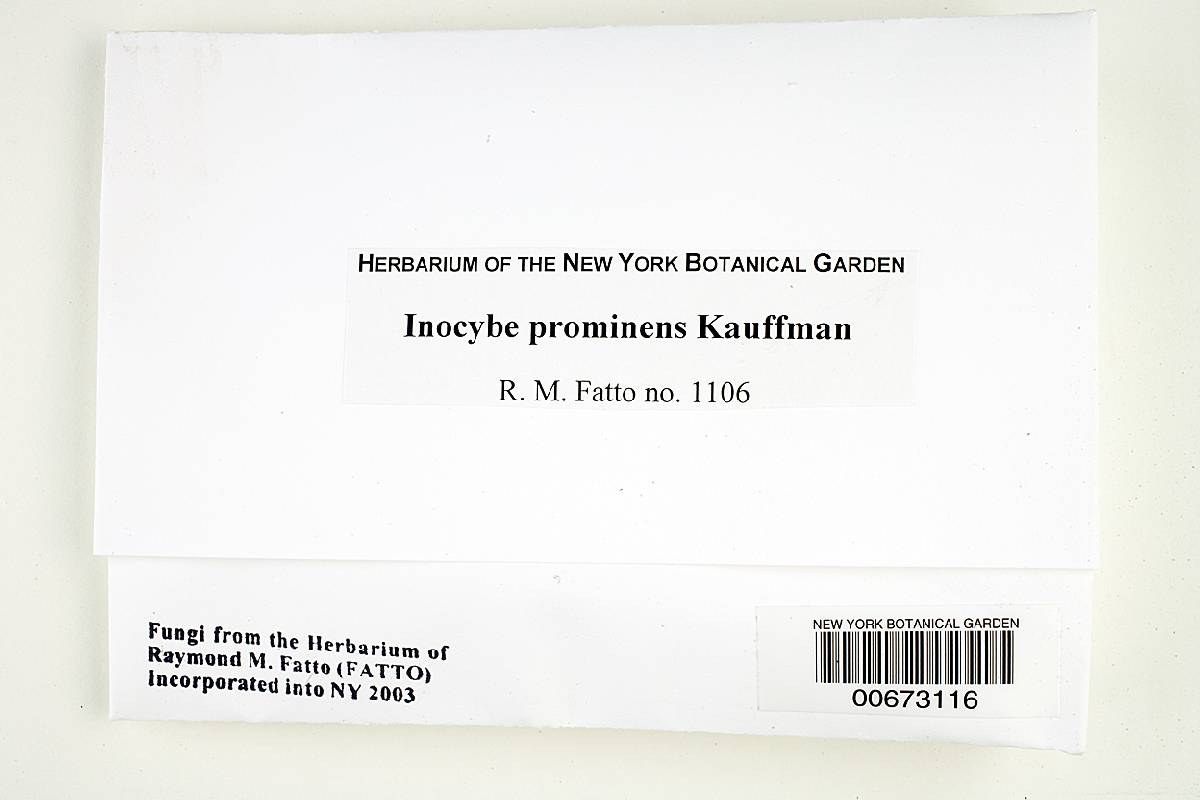 HERBARIUM OF THE NEW YORK BOTANICAL GARDEN
Inocybe prominens Kauffman
R. M. Fatto no. 1106
Fungi from the Herbarium of
Raymond M. Fatto (FATTO)
incorporated into NY 2003
NEW YORK BOTANICAL GARDEN
00673116